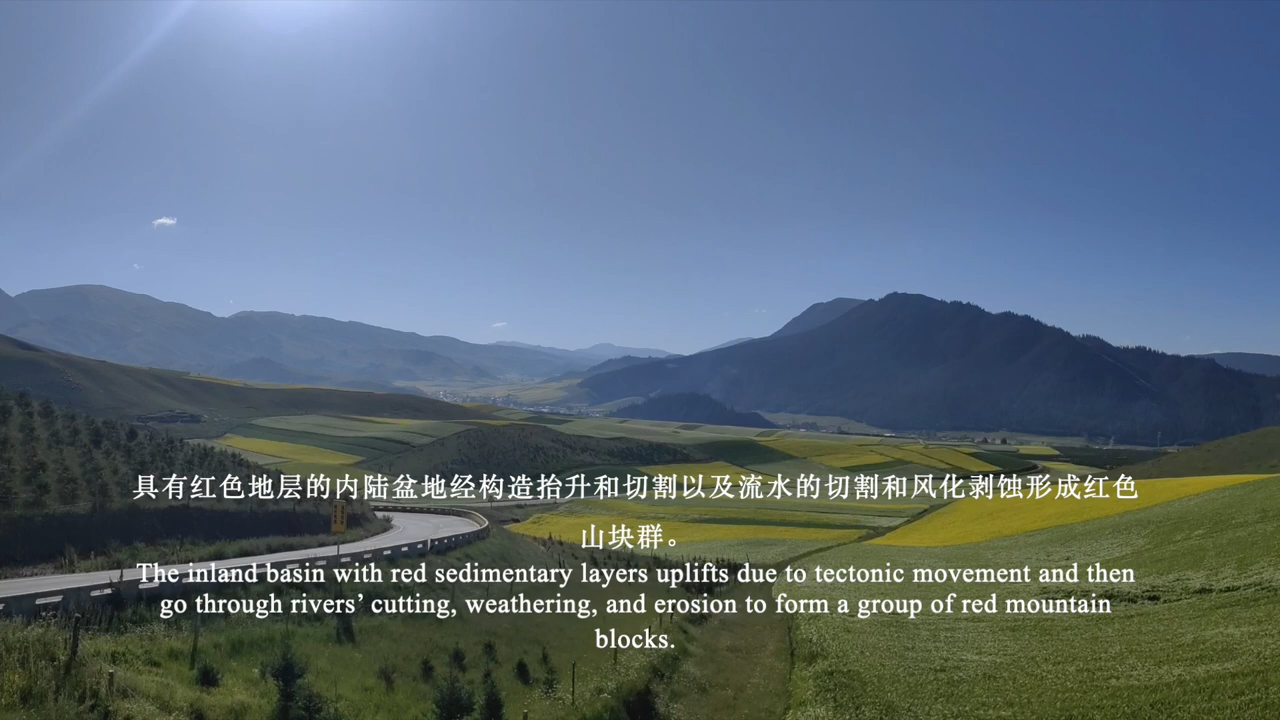 具有红色地层的内陆盆地经构造抬升和切割以及流水的切割和风化剥蚀形成红色
山块群。
The inland basin with red sedimentary layers uplifts due to tectonic movement and then
go through rivers’ cutting, weathering, and erosion to form a group of red mountain
blocks.